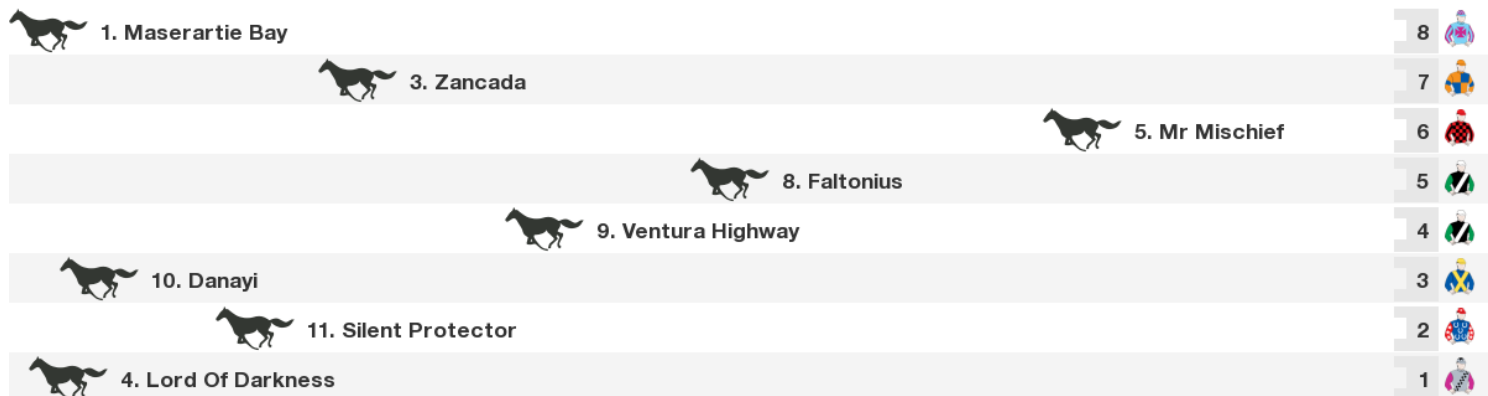 1. Maserartie Bay 8
3. Zancada 7
5. Mr Mischief 6
8. Faltonius 5
9. Ventura Highway 4
10. Danayi 3
11. Silent Protector 2
4. Lord Of Darkness 1